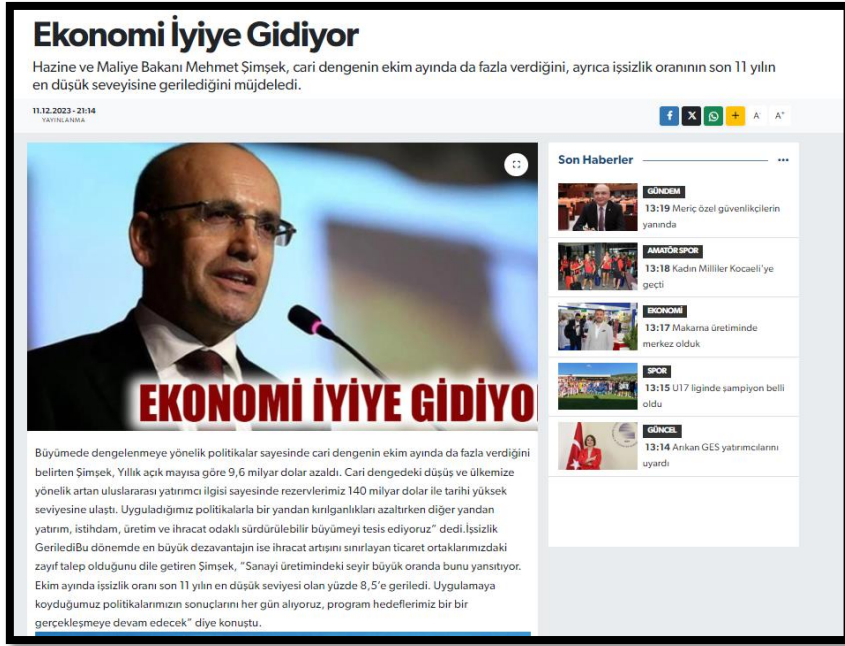 Ekonomi İyiye Gidiyor
Hazine ve Maliye Bakanı Mehmet Şimşek, cari dengenin ekim ayında da fazla verdiğini, ayrıca işsizlik oranının son 11 yılın
en düşük seveyisine gerilediğini müjdeledi.
11.12.2023 - 21:14
YAYINLANMA
A-
A+
EKONOMİ İYİYE GİDİYO
Büyümede dengelenmeye yönelik politikalar sayesinde cari dengenin ekim ayında da fazla verdiğini
belirten Şimşek, Yıllık açık mayısa göre 9,6 milyar dolar azaldı. Cari dengedeki düşüş ve ülkemize
yönelik artan uluslararası yatırımcı ilgisi sayesinde rezervlerimiz 140 milyar dolar ile tarihi yüksek
seviyesine ulaştı. Uyguladığımız politikalarla bir yandan kırılganlıkları azaltırken diğer yandan
yatırım, istihdam, üretim ve ihracat odaklı sürdürülebilir büyümeyi tesis ediyoruz” dedi.İşsizlik
GerilediBu dönemde en büyük dezavantajın ise ihracat artışını sınırlayan ticaret ortaklarımızdaki
zayıf talep olduğunu dile getiren Şimşek, “Sanayi üretimindeki seyir büyük oranda bunu yansıtıyor.
Ekim ayında işsizlik oranı son 11 yılın en düşük seviyesi olan yüzde 8,5’e geriledi. Uygulamaya
koyduğumuz politikalarımızın sonuçlarını her gün alıyoruz, program hedeflerimiz bir bir
gerçekleşmeye devam edecek” diye konuştu.
Son Haberler
GÜNDEM
13:19 Meriç özel güvenlikçilerin
yanında
AMATÖR SPOR
13:18 Kadın Milliler Kocaeli’ye
geçti
EKONOMİ
13:17 Makarna üretiminde
merkez olduk
SPOR
13:15 U17 liginde şampiyon belli
oldu
GÜNCEL
13:14 Arıkan GES yatırımcılarını
uyardı